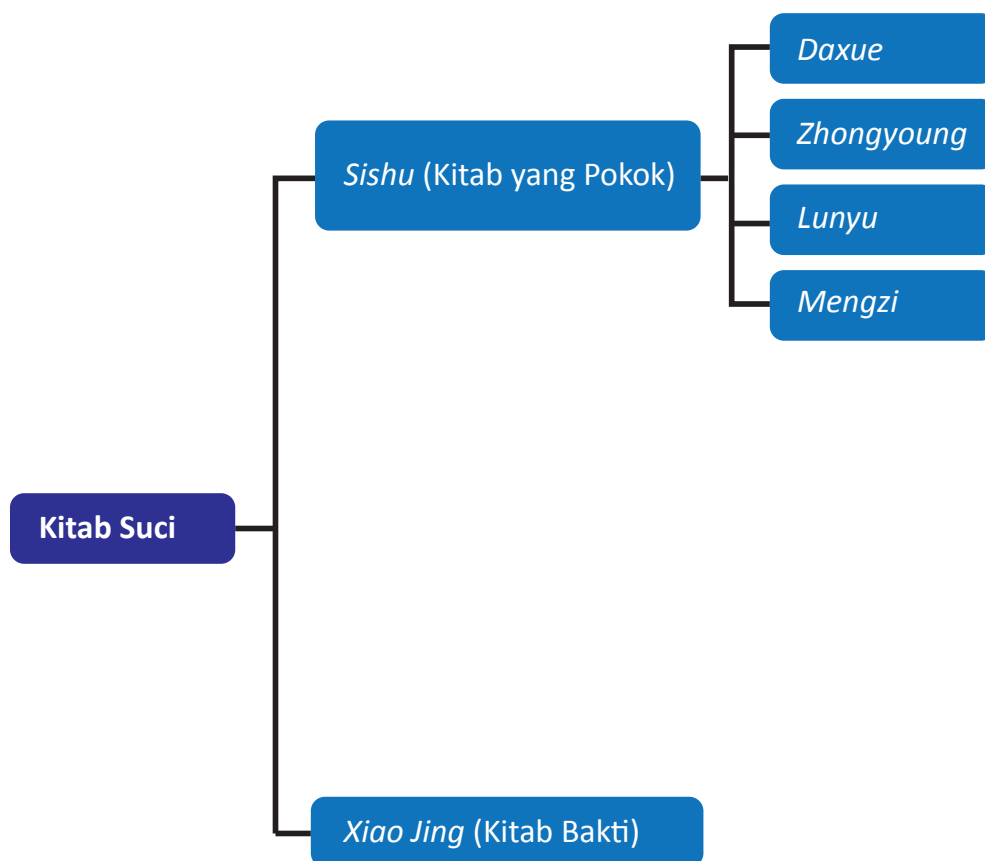 Daxue
Zhongyoung
Sishu (Kitab yang Pokok)
Lunyu
Mengzi
Kitab Suci
Xiao Jing (Kitab Bakti)